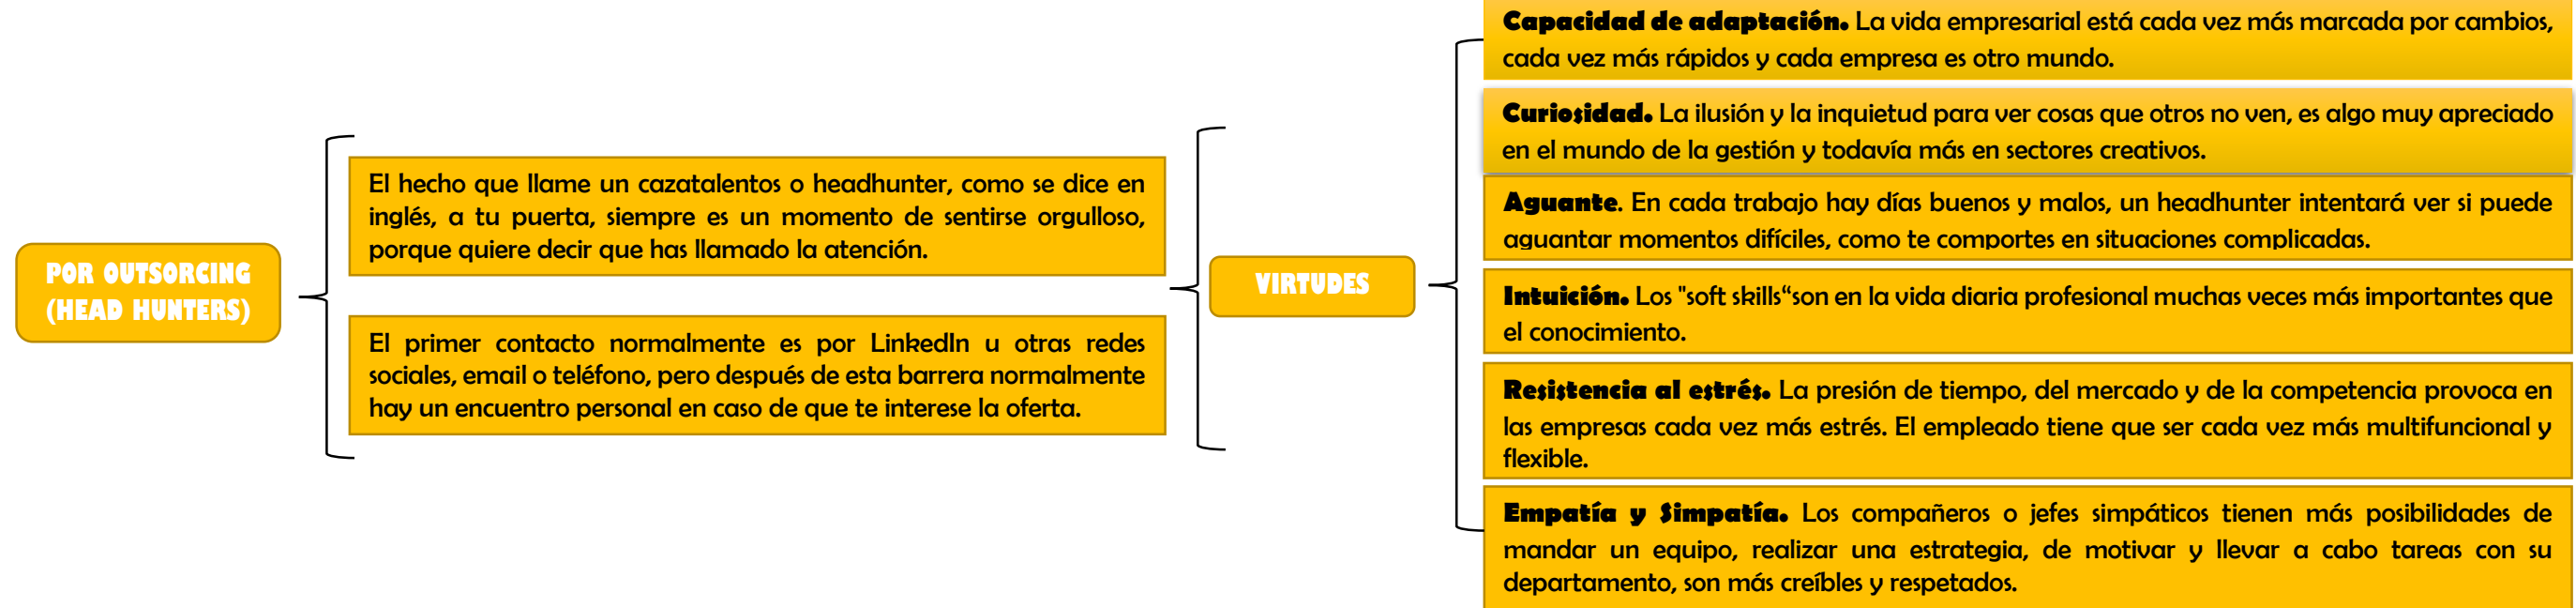 POR OUTSORCING
(HEAD HUNTERS)
El hecho que llame un cazatalentos o headhunter, como se dice en
inglés, a tu puerta, siempre es un momento de sentirse orgulloso,
porque quiere decir que has llamado la atención.
El primer contacto normalmente es por LinkedIn u otras redes
sociales, email o teléfono, pero después de esta barrera normalmente
hay un encuentro personal en caso de que te interese la oferta.
VIRTUDES
Capacidad de adaptación. La vida empresarial está cada vez más marcada por cambios,
cada vez más rápidos y cada empresa es otro mundo.
Curiosidad. La ilusión y la inquietud para ver cosas que otros no ven, es algo muy apreciado
en el mundo de la gestión y todavía más en sectores creativos.
Aguante. En cada trabajo hay días buenos y malos, un headhunter intentará ver si puede
aguantar momentos difíciles, como te comportes en situaciones complicadas.
Intuición. Los "soft skills“son en la vida diaria profesional muchas veces más importantes que
el conocimiento.
Resistencia al estrés. La presión de tiempo, del mercado y de la competencia provoca en
las empresas cada vez más estrés. El empleado tiene que ser cada vez más multifuncional y
flexible.
Empatía y Simpatía. Los compañeros o jefes simpáticos tienen más posibilidades de
mandar un equipo, realizar una estrategia, de motivar y llevar a cabo tareas con su
departamento, son más creíbles y respetados.